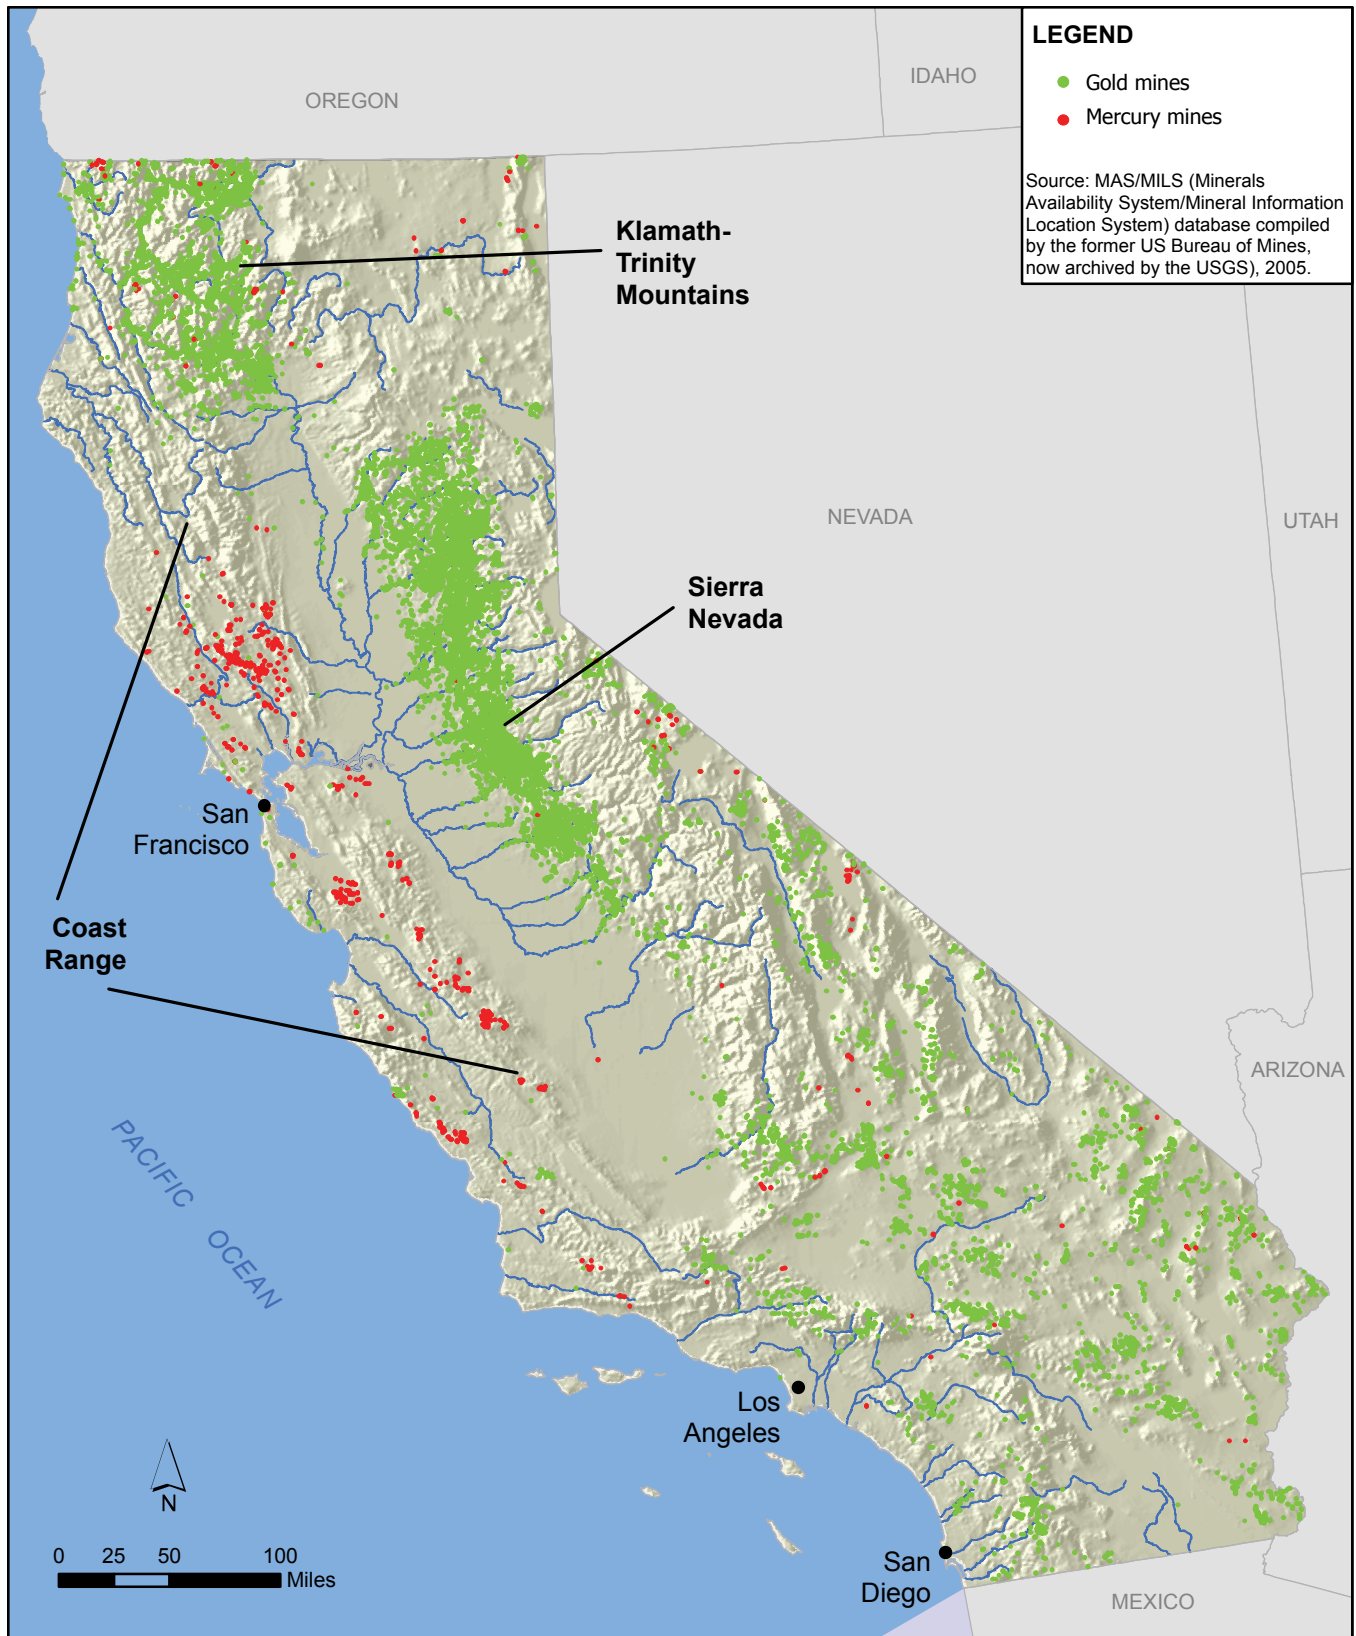 LEGEND
Gold mines
Mercury mines
Source: MAS/MILS (Minerals
Availability System/Mineral Information
Location System) database compiled
by the former US Bureau of Mines,
now archived by the USGS), 2005.
OREGON
IDAHO
Klamath-
Trinity
Mountains
NEVADA
UTAH
Sierra
Nevada
San
Francisco
Coast
Range
ARIZONA
PACIFIC OCEAN
Los
Angeles
N
0 25 50 100
Miles
San
Diego
MEXICO